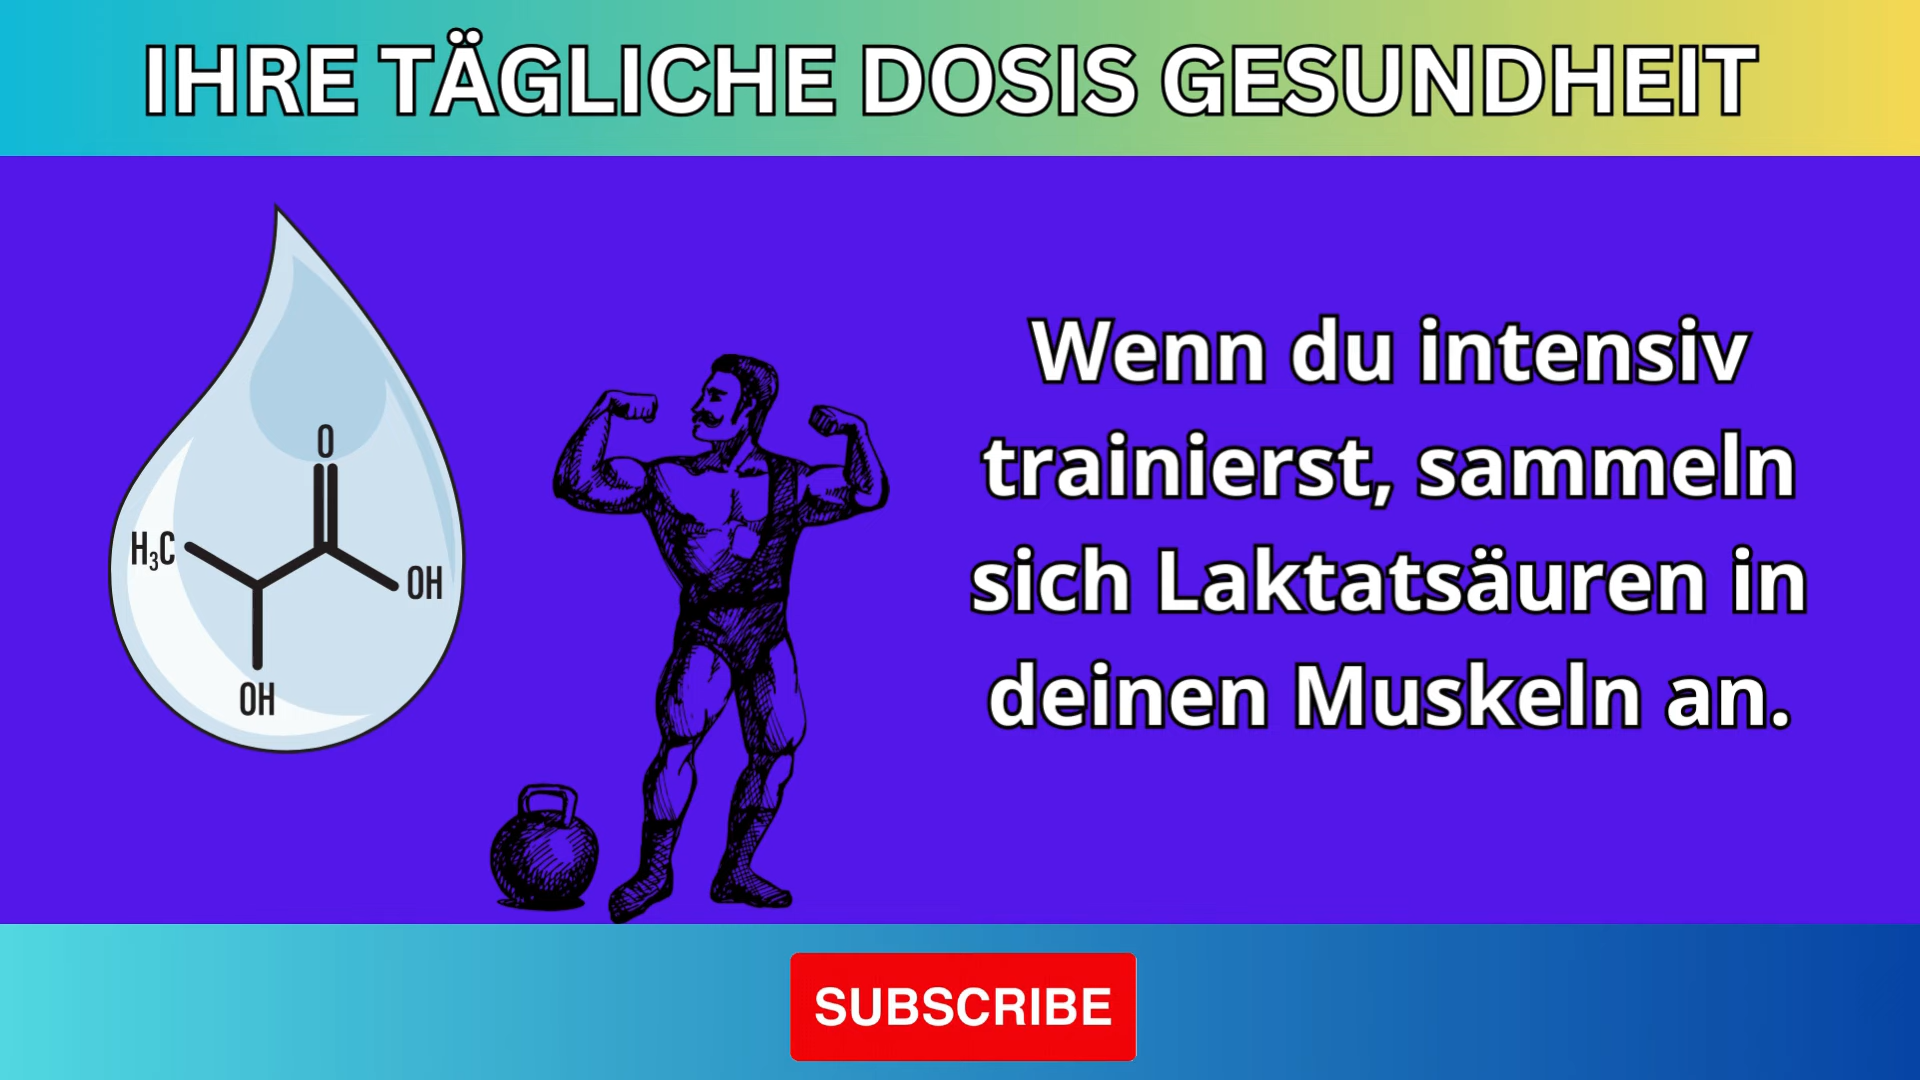 IHRE TÄGLICHE DOSIS GESUNDHEIT
O
H₃C
OH
OH
Wenn du intensiv
trainierst, sammeln
sich Laktatsäuren in
deinen Muskeln an.
SUBSCRIBE